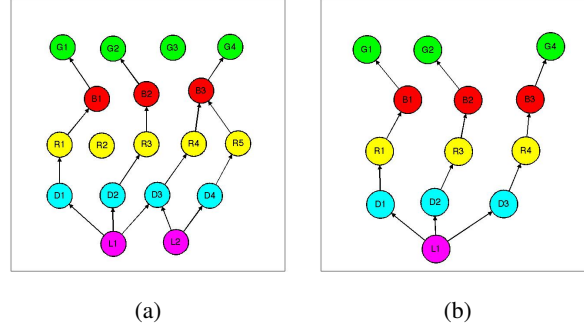 G1 G2 G3 G4
B1 B2 B3
R1 R2 R3 R4 R5
D1 D2 D3 D4
L1 L2
(a)
G1 G2 G4
B1 B2 B3
R1 R3 R4
D1 D2 D3
L1
(b)